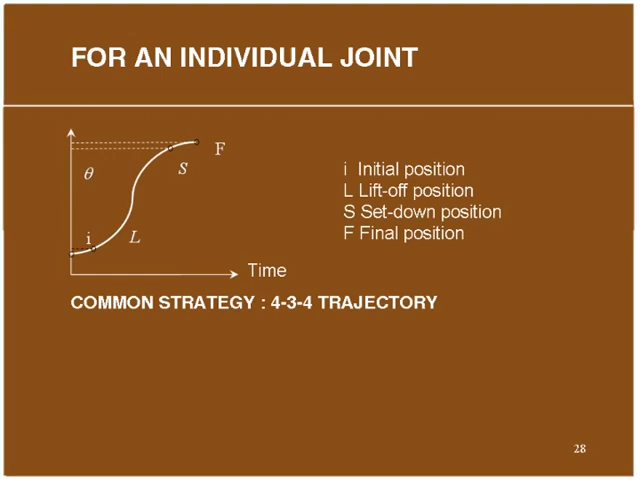 FOR AN INDIVIDUAL JOINT
F
S
θ
i
L
Time
i Initial position
L Lift-off position
S Set-down position
F Final position
COMMON STRATEGY : 4-3-4 TRAJECTORY
28